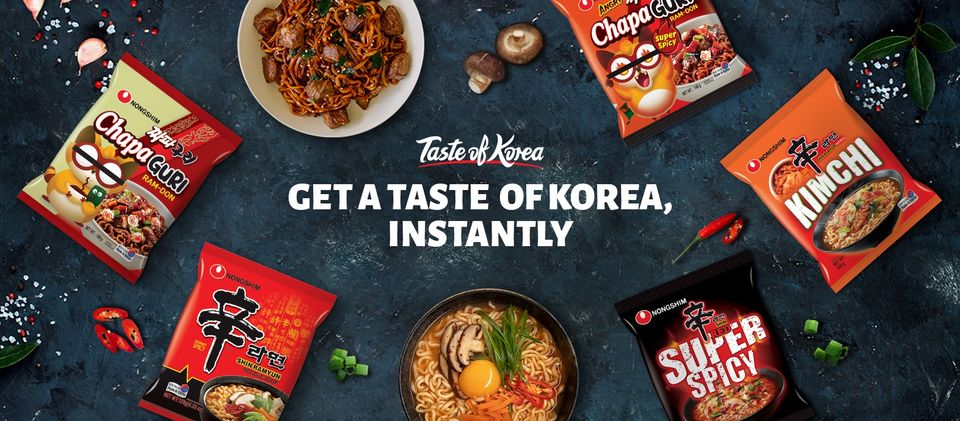 Taste of Korea
GET A TASTE OF KOREA,
INSTANTLY
NONGSHIM
Chapa
GURI
짜파구리
RAM-DON
ANGRY
Chapa
GURI
RAM-DON
Super
Spicy
NONGSHIM
辛
KIMCHI
NONGSHIM
辛
라면
SHIN RAMYUN
NONGSHIM
辛
RED
SUPER
SPICY